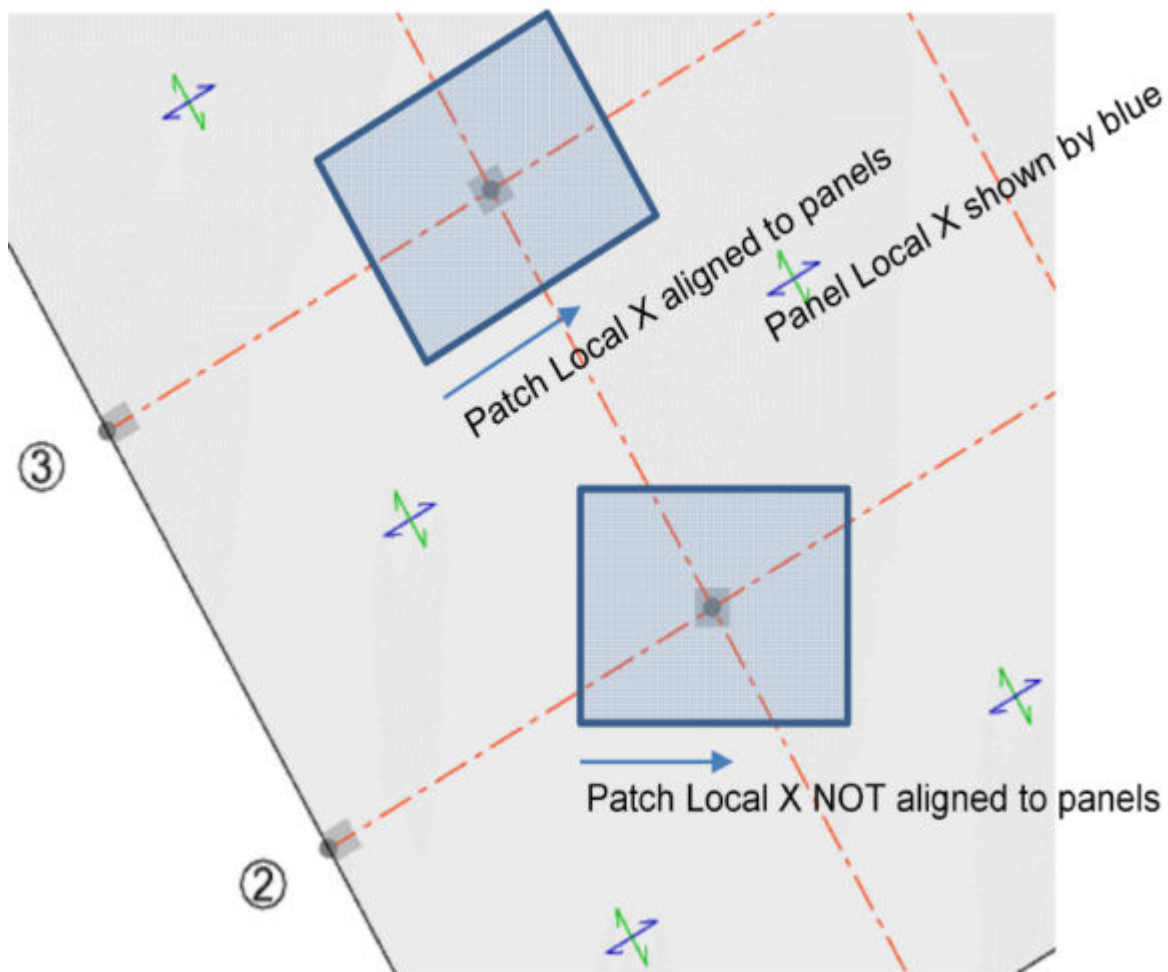 Panel Local X shown by blue
Patch Local X aligned to panels
③
Patch Local X NOT aligned to panels
②